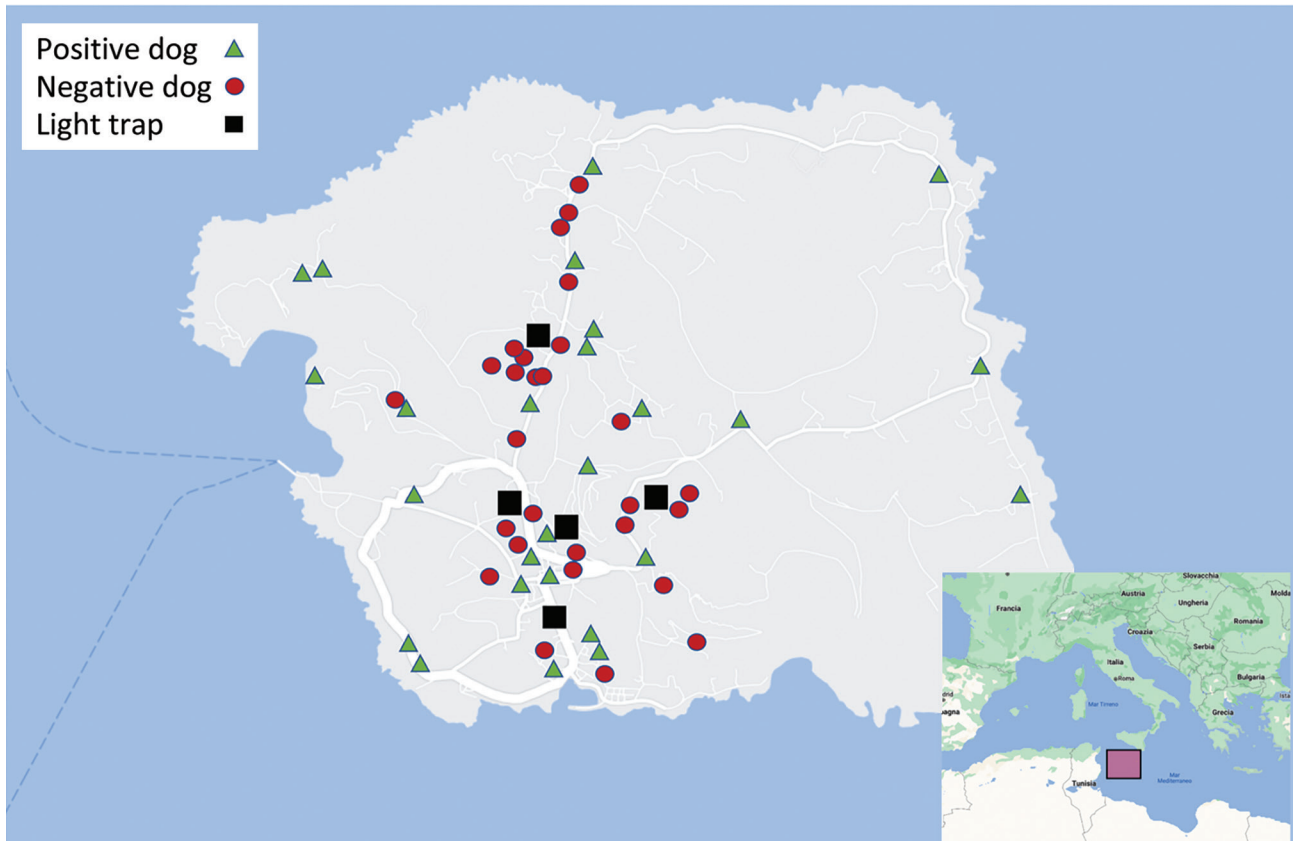 Positive dog
Negative dog
Light trap
Slovacchia
Francia
Austria
Ungheria
Molda
Romania
Croazia
Serbia
Italia
Roma
Bulgaria
Mar Tirreno
Grecia
Tunisia
Mar
Mediterraneo